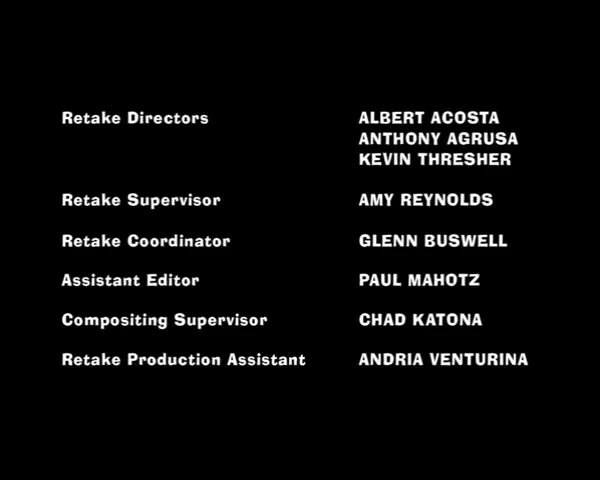 Retake Directors ALBERT ACOSTA
ANTHONY AGRUSA
KEVIN THRESHER
Retake Supervisor AMY REYNOLDS
Retake Coordinator GLENN BUSWELL
Assistant Editor PAUL MAHOTZ
Compositing Supervisor CHAD KATONA
Retake Production Assistant ANDRIA VENTURINA